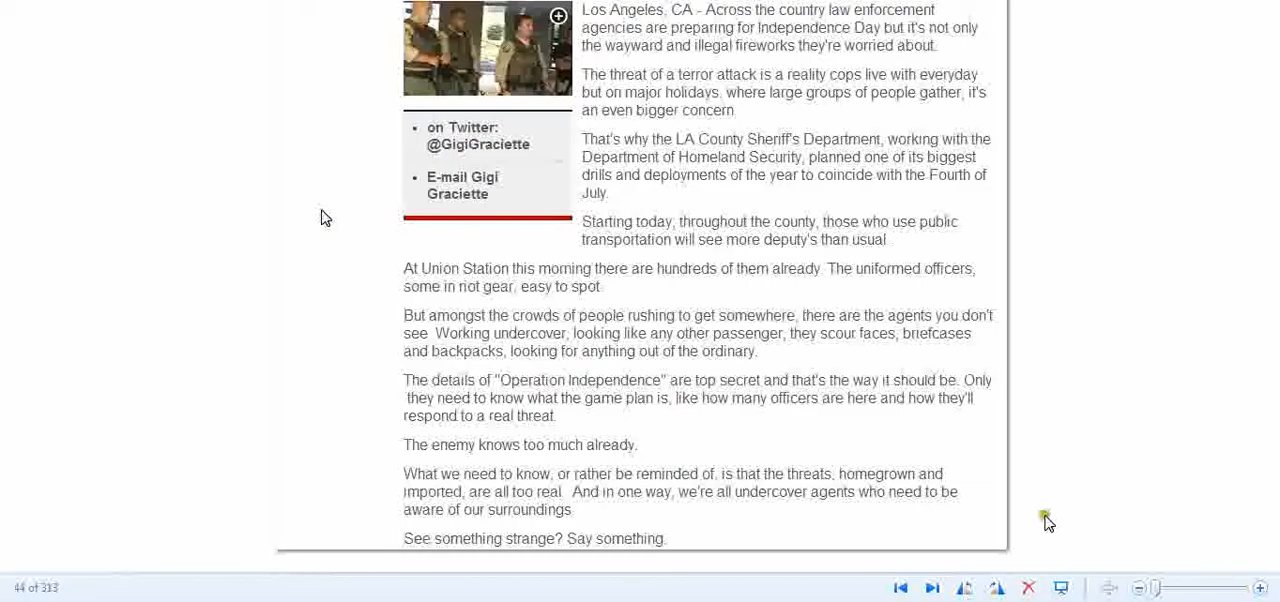 Los Angeles, CA - Across the country law enforcement
agencies are preparing for Independence Day but it's not only
the wayward and illegal fireworks they're worried about.
The threat of a terror attack is a reality cops live with everyday
but on major holidays, where large groups of people gather, it's
an even bigger concern.
on Twitter:
@GigiGraciette
E-mail Gigi
Graciette
That's why the LA County Sheriff's Department, working with the
Department of Homeland Security, planned one of its biggest
drills and deployments of the year to coincide with the Fourth of
July.
Starting today, throughout the county, those who use public
transportation will see more deputy's than usual.
At Union Station this morning there are hundreds of them already. The uniformed officers,
some in riot gear, easy to spot.
But amongst the crowds of people rushing to get somewhere, there are the agents you don't
see. Working undercover, looking like any other passenger, they scour faces, briefcases
and backpacks, looking for anything out of the ordinary.
The details of "Operation Independence" are top secret and that's the way it should be. Only
they need to know what the game plan is, like how many officers are here and how they'll
respond to a real threat.
The enemy knows too much already.
What we need to know, or rather be reminded of, is that the threats, homegrown and
imported, are all too real. And in one way, we're all undercover agents who need to be
aware of our surroundings.
See something strange? Say something.
44 of 313